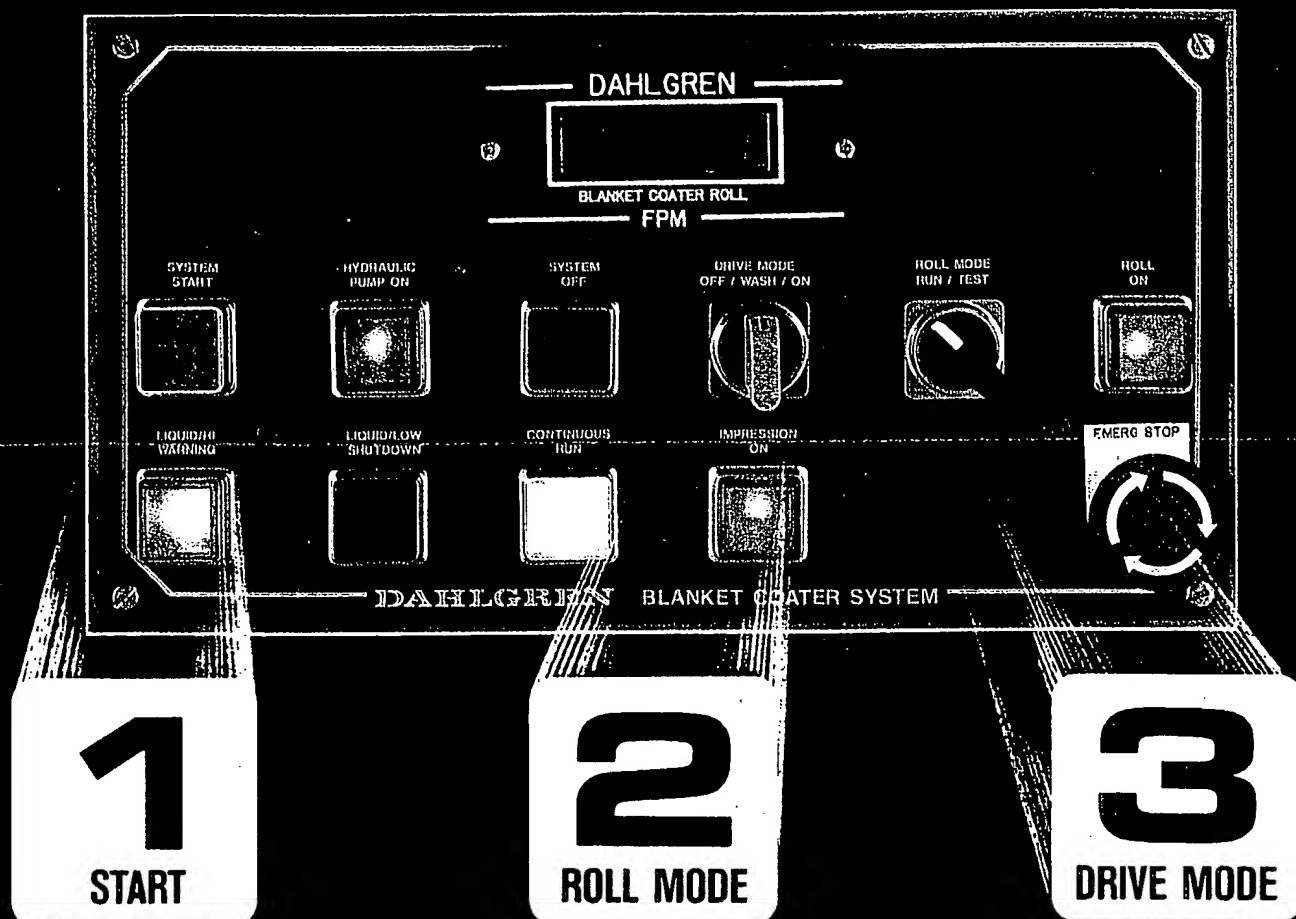 DAHLGREN
BLANKET COATER ROLL
FPM
SYSTEM
START
HYDRAULIC
PUMP ON
SYSTEM
OFF
DRIVE MODE
OFF / WASH / ON
ROLL MODE
RUN / TEST
ROLL
ON
LIQUID/HI
WARNING
LIQUID/LOW
SHUTDOWN
CONTINUOUS
RUN
IMPRESSION
ON
EMERG STOP
DAHLGREN BLANKET COATER SYSTEM
1
START
2
ROLL MODE
3
DRIVE MODE